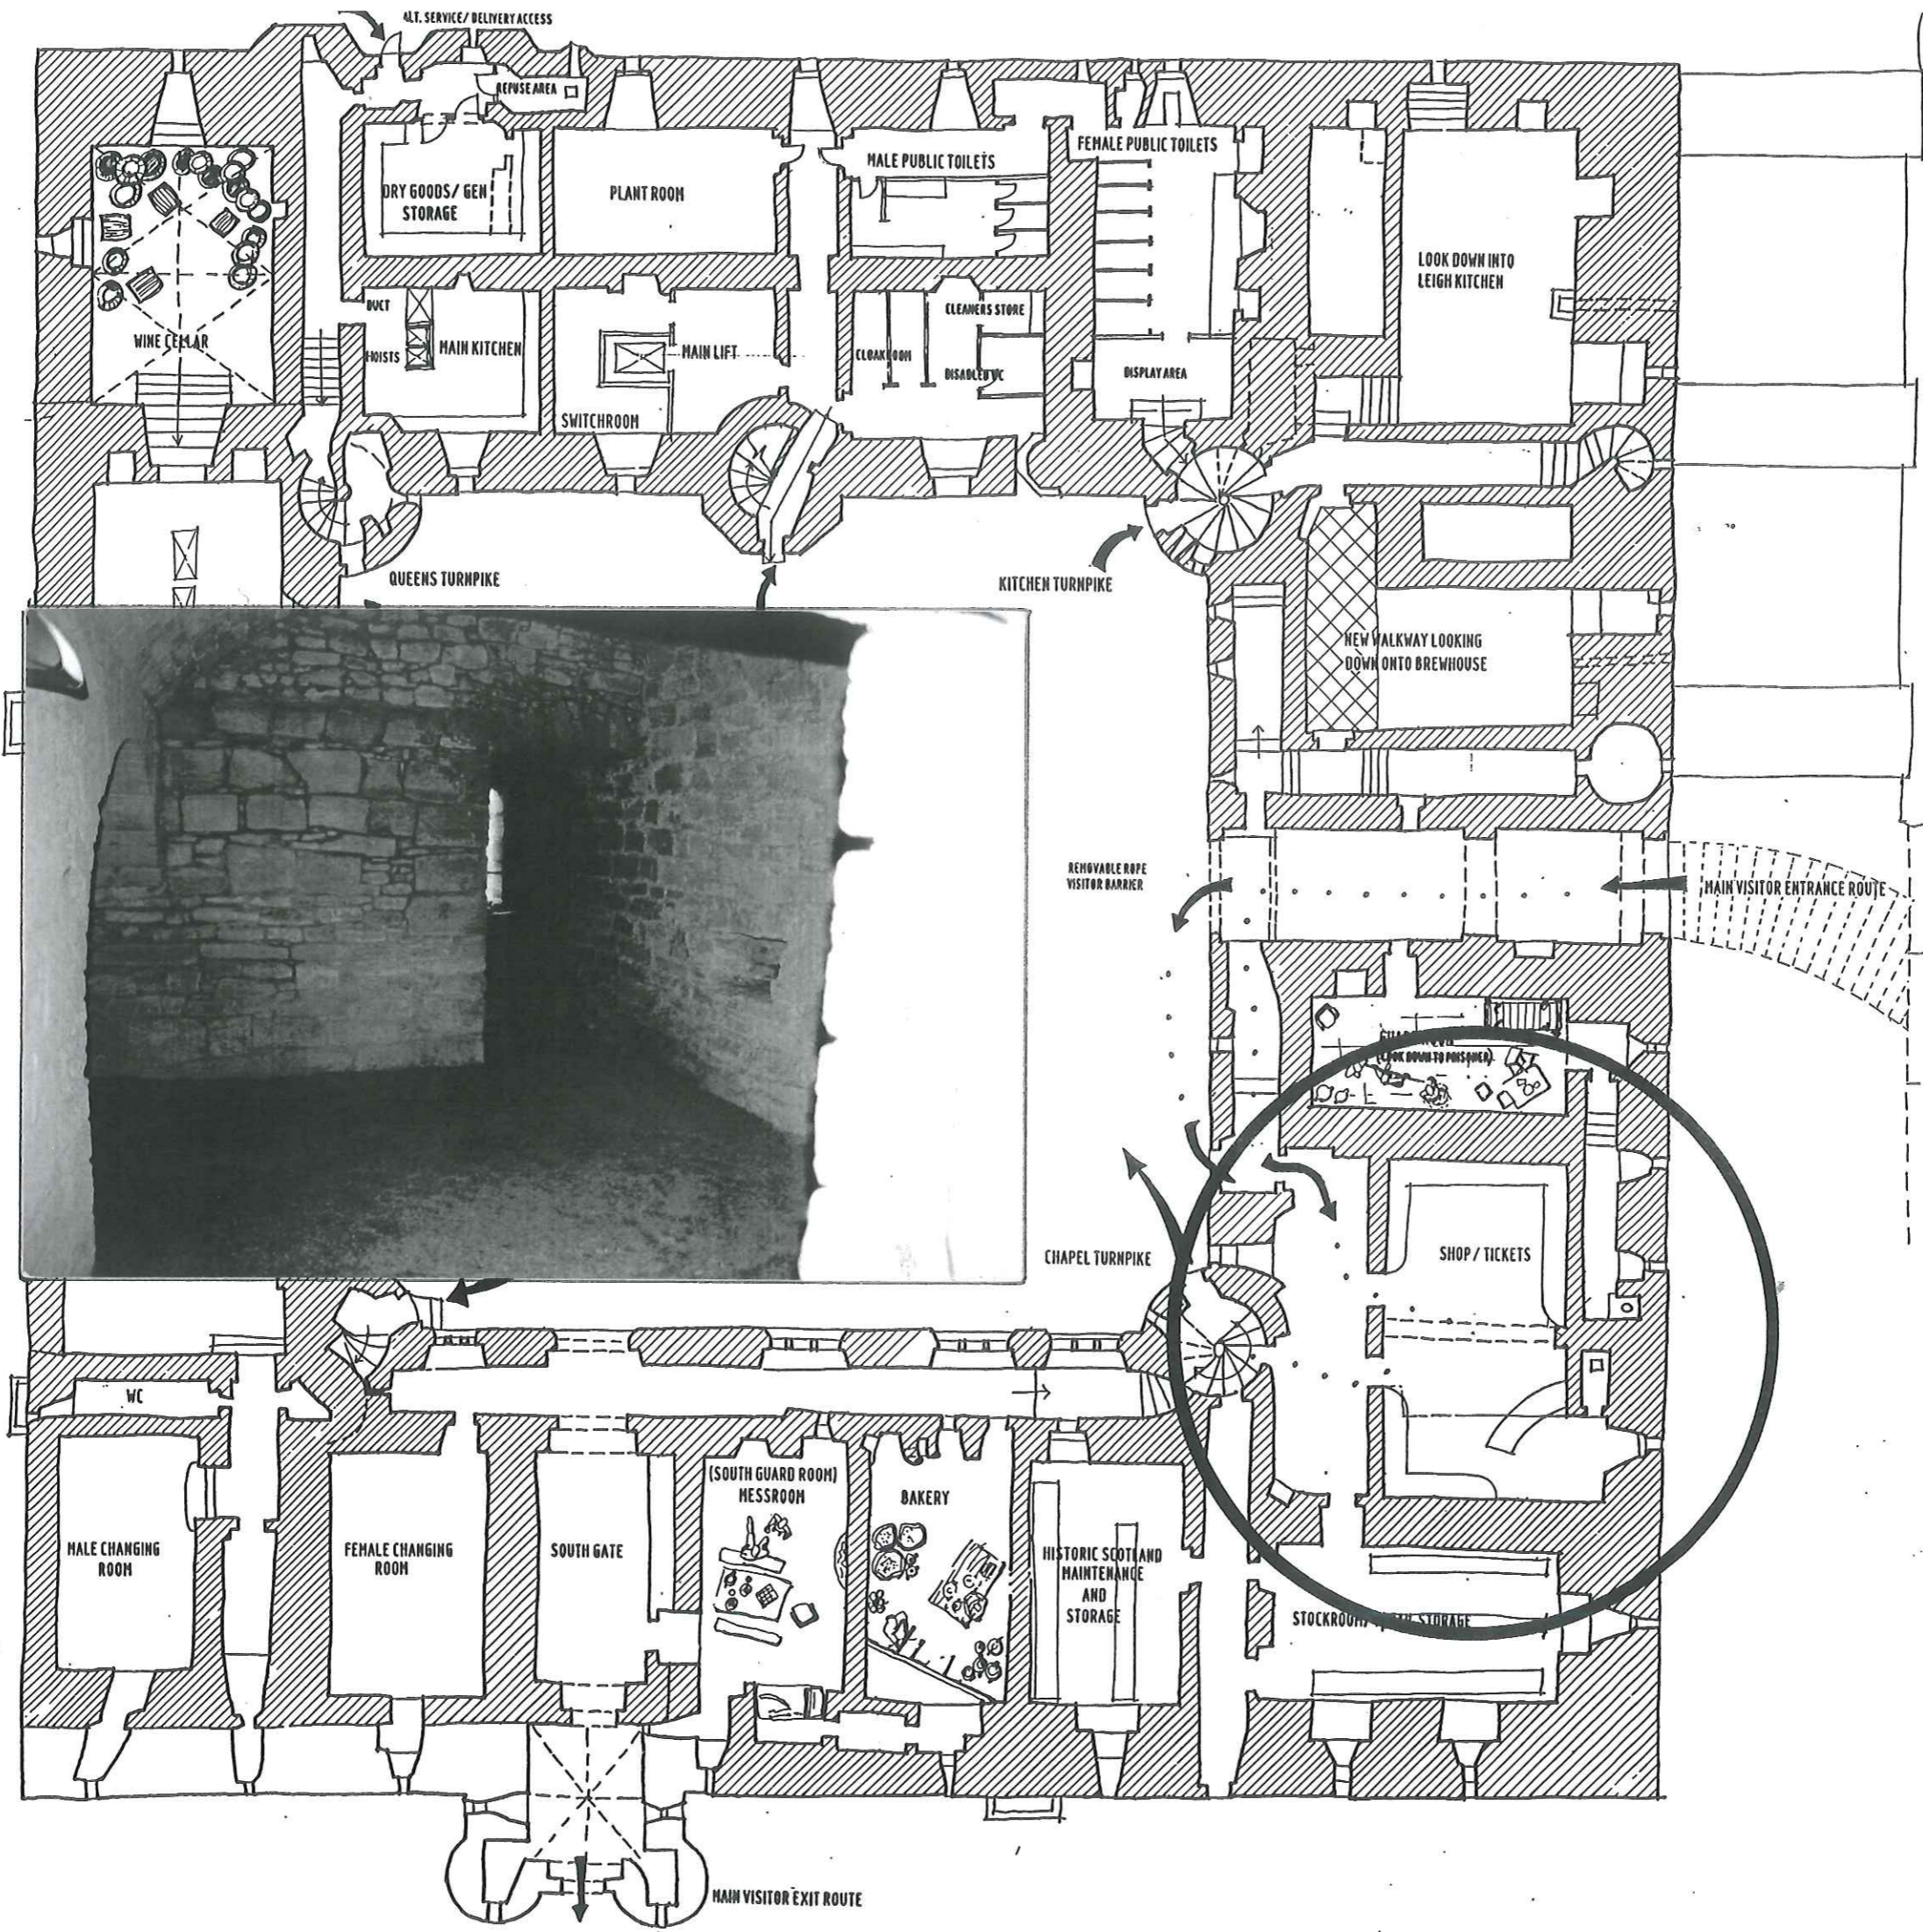 ALT. SERVICE/ DELIVERY ACCESS
REFUSE AREA
DRY GOODS/ GEN
STORAGE
PLANT ROOM
MALE PUBLIC TOILETS
FEMALE PUBLIC TOILETS
LOOK DOWN INTO
LEIGH KITCHEN
WINE CELLAR
DUCT
HOISTS
MAIN KITCHEN
MAIN LIFT
SWITCHROOM
CLEANERS STORE
CLOAKROOM
DISABLED WC
DISPLAY AREA
QUEENS TURNPIKE
KITCHEN TURNPIKE
NEW WALKWAY LOOKING
DOWN ONTO BREWHOUSE
REMOVABLE ROPE
VISITOR BARRIER
MAIN VISITOR ENTRANCE ROUTE
(LOOK DOWN TO PRISONER)
CHAPEL TURNPIKE
SHOP / TICKETS
WC
MALE CHANGING
ROOM
FEMALE CHANGING
ROOM
SOUTH GATE
(SOUTH GUARD ROOM)
MESSROOM
BAKERY
HISTORIC SCOTLAND
MAINTENANCE
AND
STORAGE
STOCKROOM/ STORAGE
MAIN VISITOR EXIT ROUTE